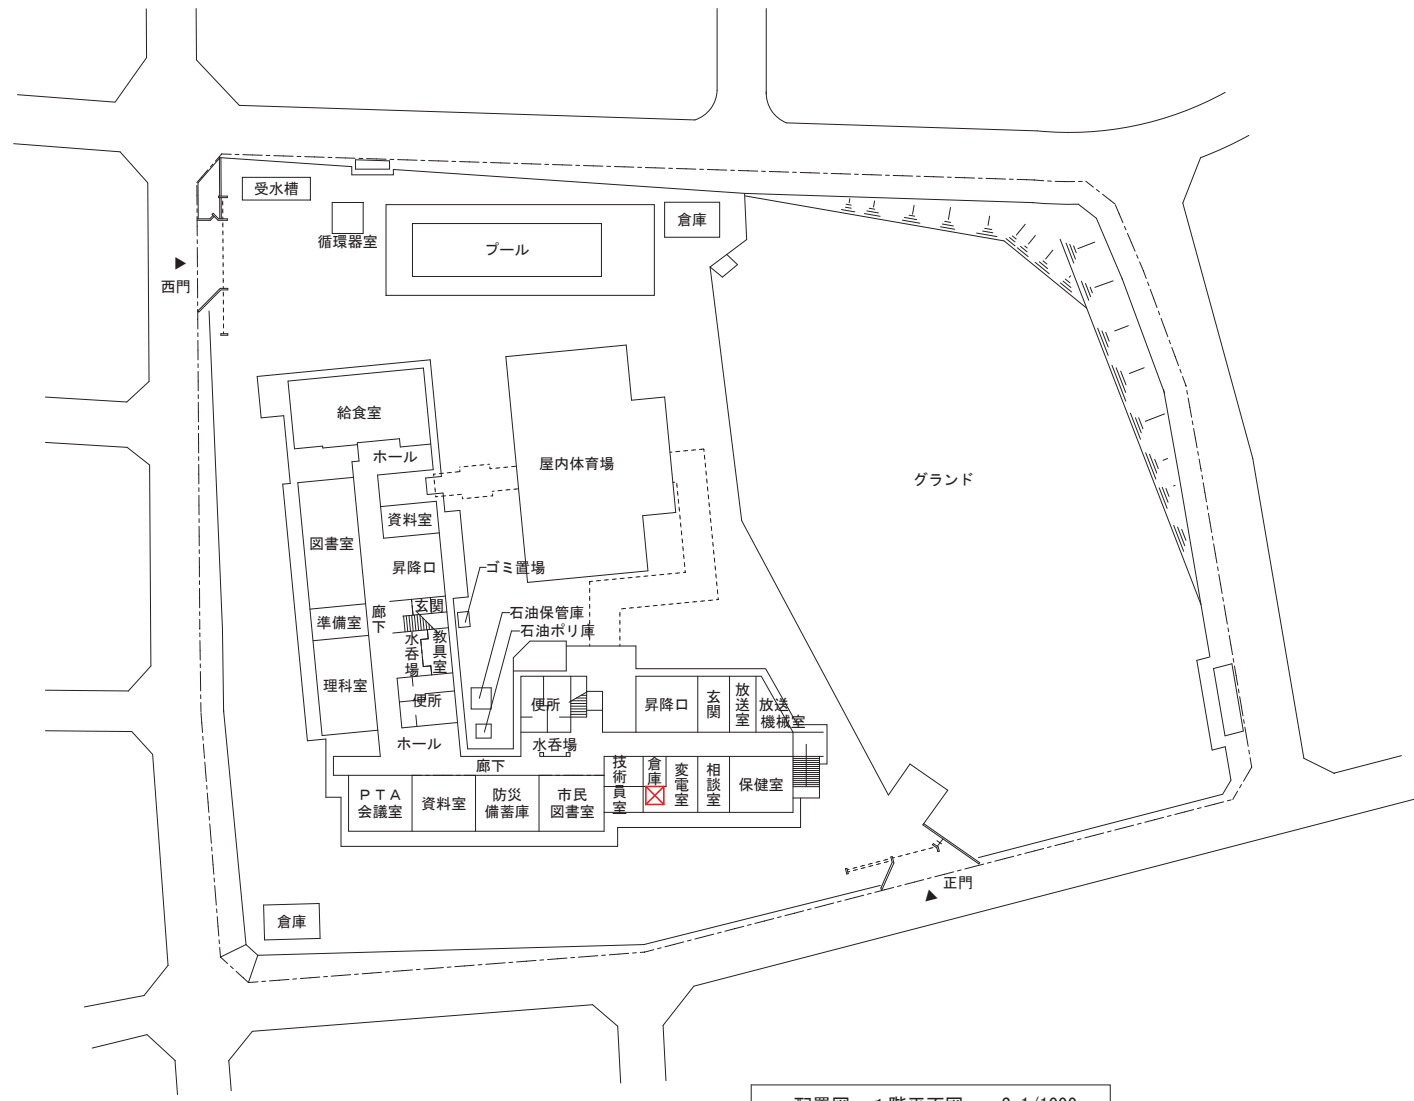 受水槽
循環器室
プール
倉庫
西門
給食室
ホール
屋内体育場
グランド
資料室
図書室
昇降口
ゴミ置場
玄関
廊下
準備室
石油保管庫
石油ポリ庫
水呑場
教具室
理科室
便所
便所
昇降口
玄関
放送室
放送
機械室
ホール
水呑場
廊下
技術員室
倉庫
変電室
相談室
保健室
ＰＴＡ
会議室
資料室
防災
備蓄庫
市民
図書室
正門
倉庫